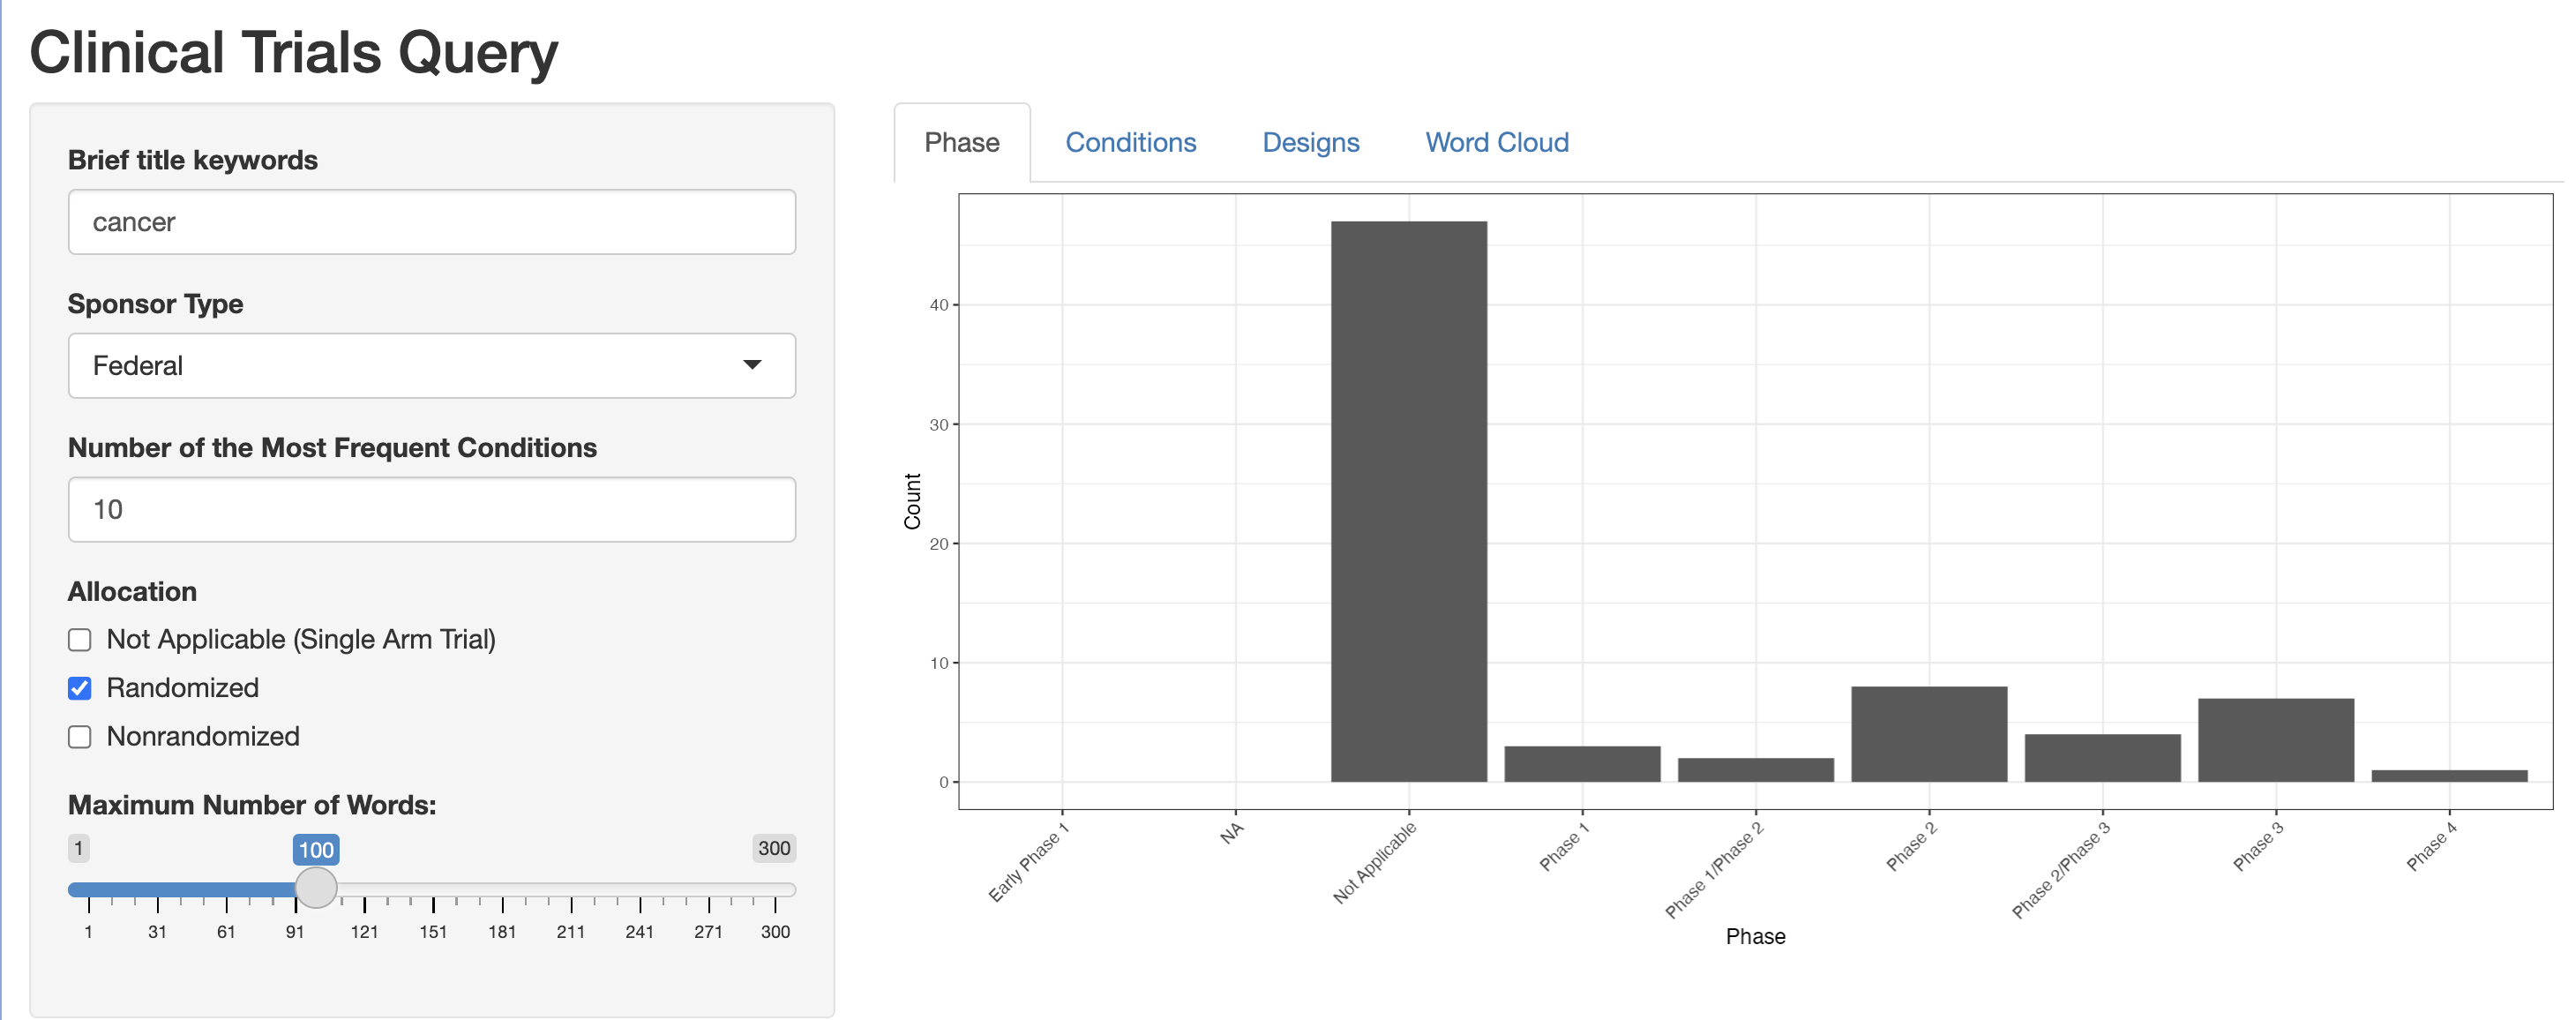 Clinical Trials Query
Brief title keywords
cancer
Sponsor Type
Federal
Number of the Most Frequent Conditions
10
Allocation
Not Applicable (Single Arm Trial)
Randomized
Nonrandomized
Maximum Number of Words:
1 100 300
1 31 61 91 121 151 181 211 241 271 300
Phase Conditions Designs Word Cloud
Count
40
30
20
10
0
Early Phase 1 NA Not Applicable Phase 1 Phase 1/Phase 2 Phase 2 Phase 2/Phase 3 Phase 3 Phase 4
Phase